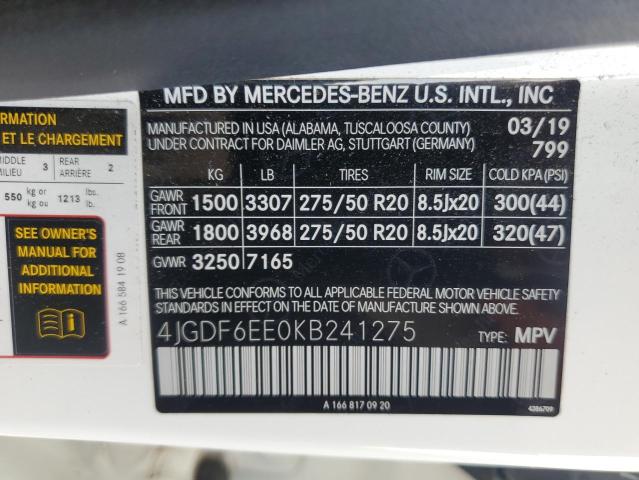 ORMATION
ET LE CHARGEMENT
MIDDLE 3 REAR 2
MILIEU ARRIÈRE
550 kg or 1213 lbs. or
kg ou lb. ou
SEE OWNER'S
MANUAL FOR
ADDITIONAL
INFORMATION
A 166 584 19 08
MFD BY MERCEDES-BENZ U.S. INTL., INC
MANUFACTURED IN USA (ALABAMA, TUSCALOOSA COUNTY) 03/19
UNDER CONTRACT FOR DAIMLER AG, STUTTGART (GERMANY) 799
KG LB TIRES RIM SIZE COLD KPA (PSI)
GAWR FRONT 1500 3307 275/50 R20 8.5Jx20 300(44)
GAWR REAR 1800 3968 275/50 R20 8.5Jx20 320(47)
GVWR 3250 7165
THIS VEHICLE CONFORMS TO ALL APPLICABLE FEDERAL MOTOR VEHICLE SAFETY
STANDARDS IN EFFECT ON THE DATE OF MANUFACTURE SHOWN ABOVE.
4JGDF6EE0KB241275 TYPE: MPV
A 166 817 09 20
4386709